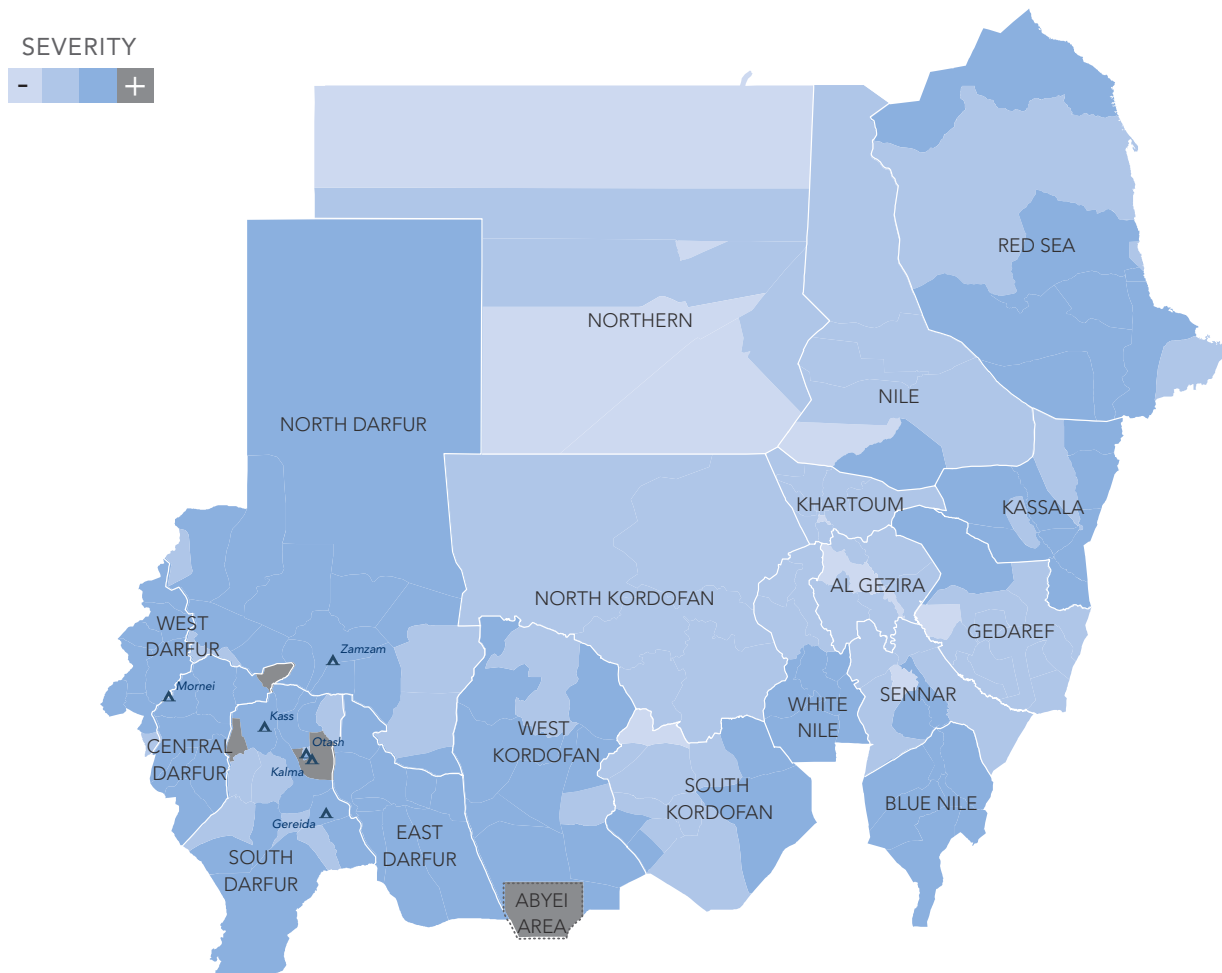 SEVERITY
- +
RED SEA
NORTHERN
NILE
NORTH DARFUR
KHARTOUM
KASSALA
AL GEZIRA
NORTH KORDOFAN
WEST
DARFUR
GEDAREF
Zamzam
Mornei
SENNAR
WHITE
NILE
Kass
WEST
KORDOFAN
Otash
CENTRAL
DARFUR
Kalma
SOUTH
KORDOFAN
BLUE NILE
Gereida
EAST
DARFUR
SOUTH
DARFUR
ABYEI
AREA